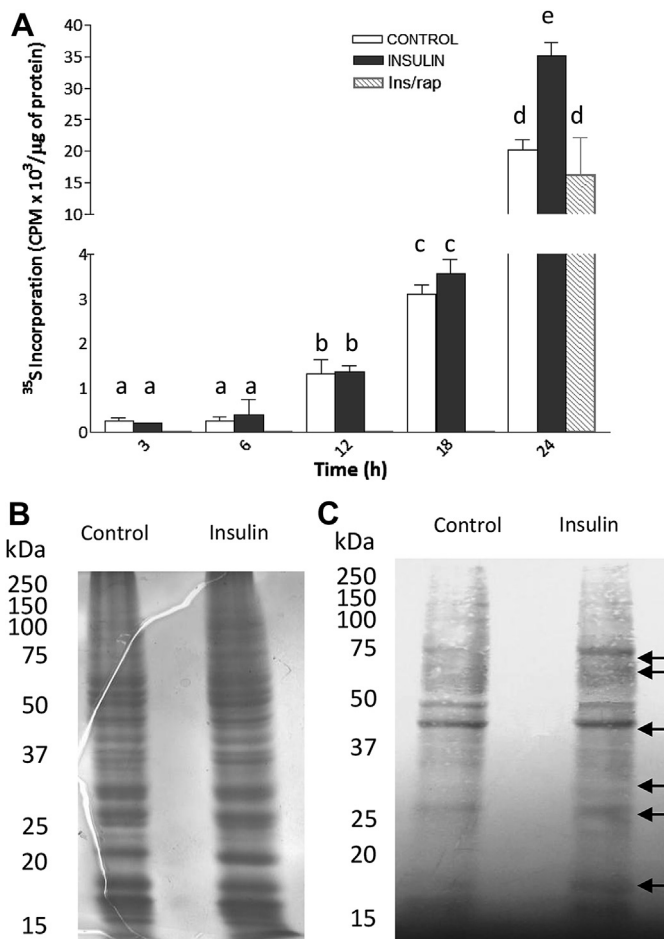 A
³⁵S Incorporation (CPM x 10³/µg of protein)
40
35
30
25
20
15
10
4
3
2
1
0
CONTROL
INSULIN
Ins/rap
a a
a a
b b
c c
d e d
3 6 12 18 24
Time (h)
B
Control Insulin
kDa
250
150
100
75
50
37
25
20
15
C
Control Insulin
kDa
250
150
100
75
50
37
25
20
15